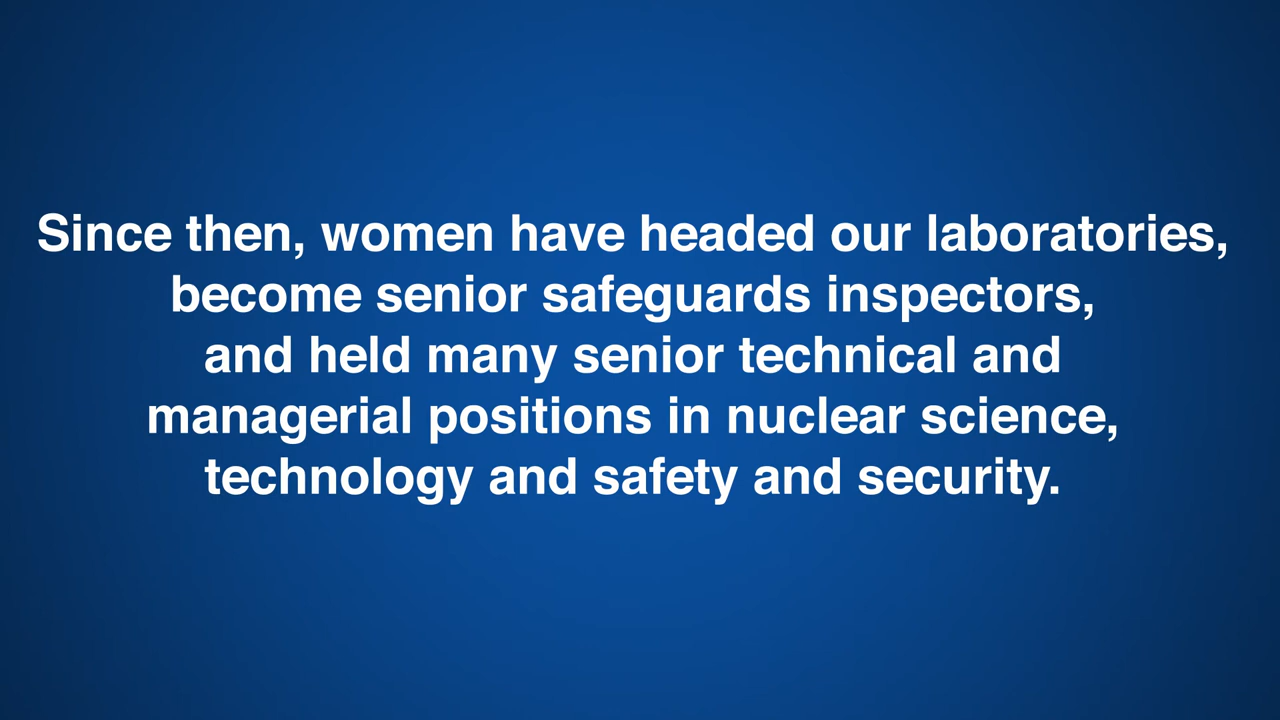 Since then, women have headed our laboratories,
become senior safeguards inspectors,
and held many senior technical and
managerial positions in nuclear science,
technology and safety and security.